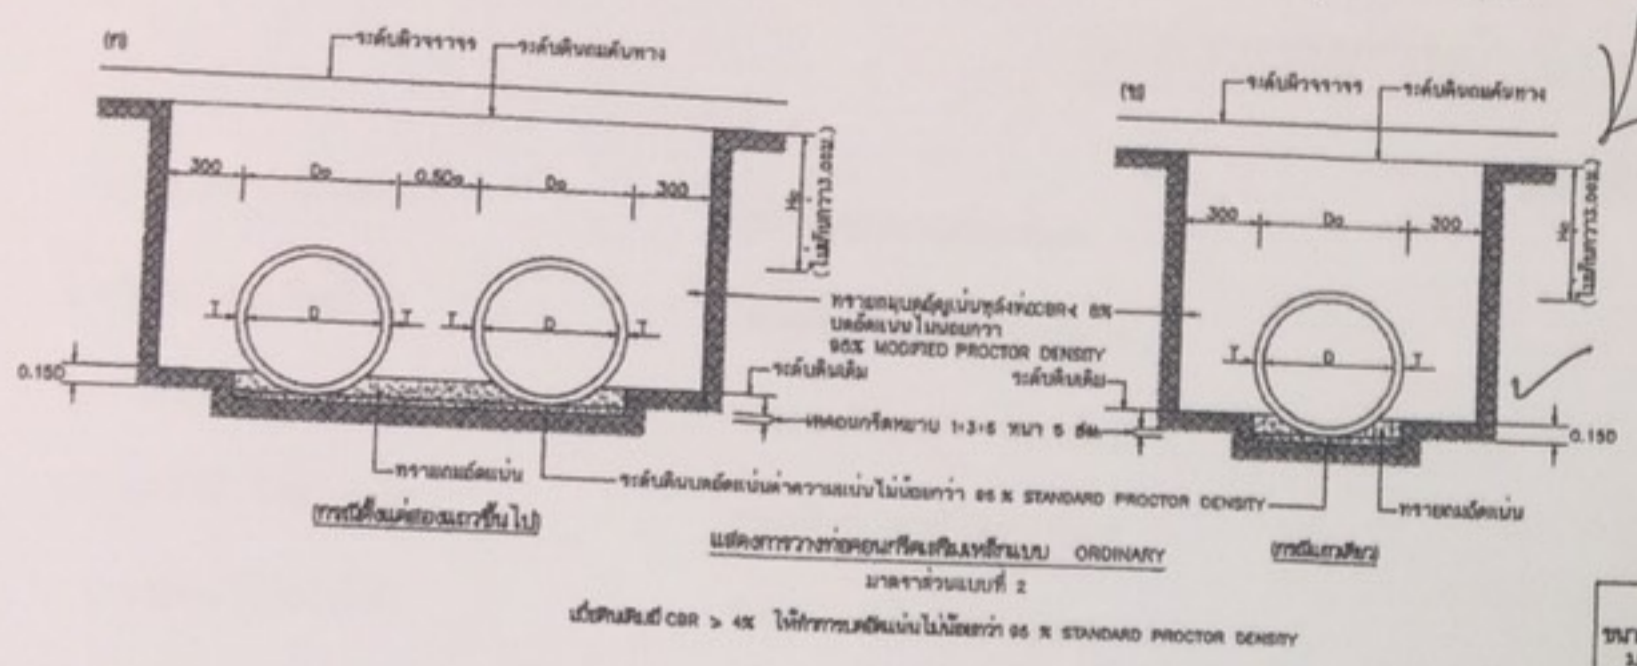 (ก)
ระดับผิวจราจร
ระดับดินถมคันทาง
300
Do
0.5Do
Do
300
Ho
(ไม่เกินกว่า3.00ม.)
T
D
T
T
D
T
0.150
ทรายถมบดอัดแน่นหลังท่อCBR< 8%
บดอัดแน่นไม่น้อยกว่า
95% MODIFIED PROCTOR DENSITY
ระดับดินเดิม
ระดับดินเดิม
เทคอนกรีตหยาบ 1:3:5 หนา 5 ซม.
ทรายถมอัดแน่น
ระดับดินบดอัดแน่นค่าความแน่นไม่น้อยกว่า 95 % STANDARD PROCTOR DENSITY
(กรณีตั้งแต่สองแถวขึ้นไป)
(ข)
ระดับผิวจราจร
ระดับดินถมคันทาง
300
Do
300
Ho
(ไม่เกินกว่า3.00ม.)
T
D
T
0.150
ทรายถมอัดแน่น
(กรณีแถวเดียว)
แสดงการวางท่อคอนกรีตเสริมเหล็กแบบ ORDINARY
มาตราส่วนแบบที่ 2
เมื่อดินเดิมมี CBR > 4% ให้ทำการบดอัดแน่นไม่น้อยกว่า 95 % STANDARD PROCTOR DENSITY